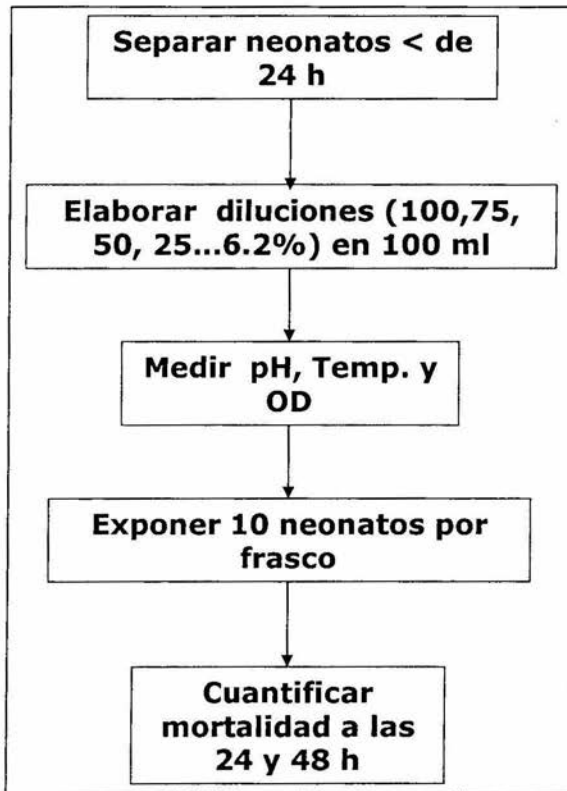 Separar neonatos < de
24 h
Elaborar diluciones (100,75,
50, 25...6.2%) en 100 ml
Medir pH, Temp. y
OD
Exponer 10 neonatos por
frasco
Cuantificar
mortalidad a las
24 y 48 h